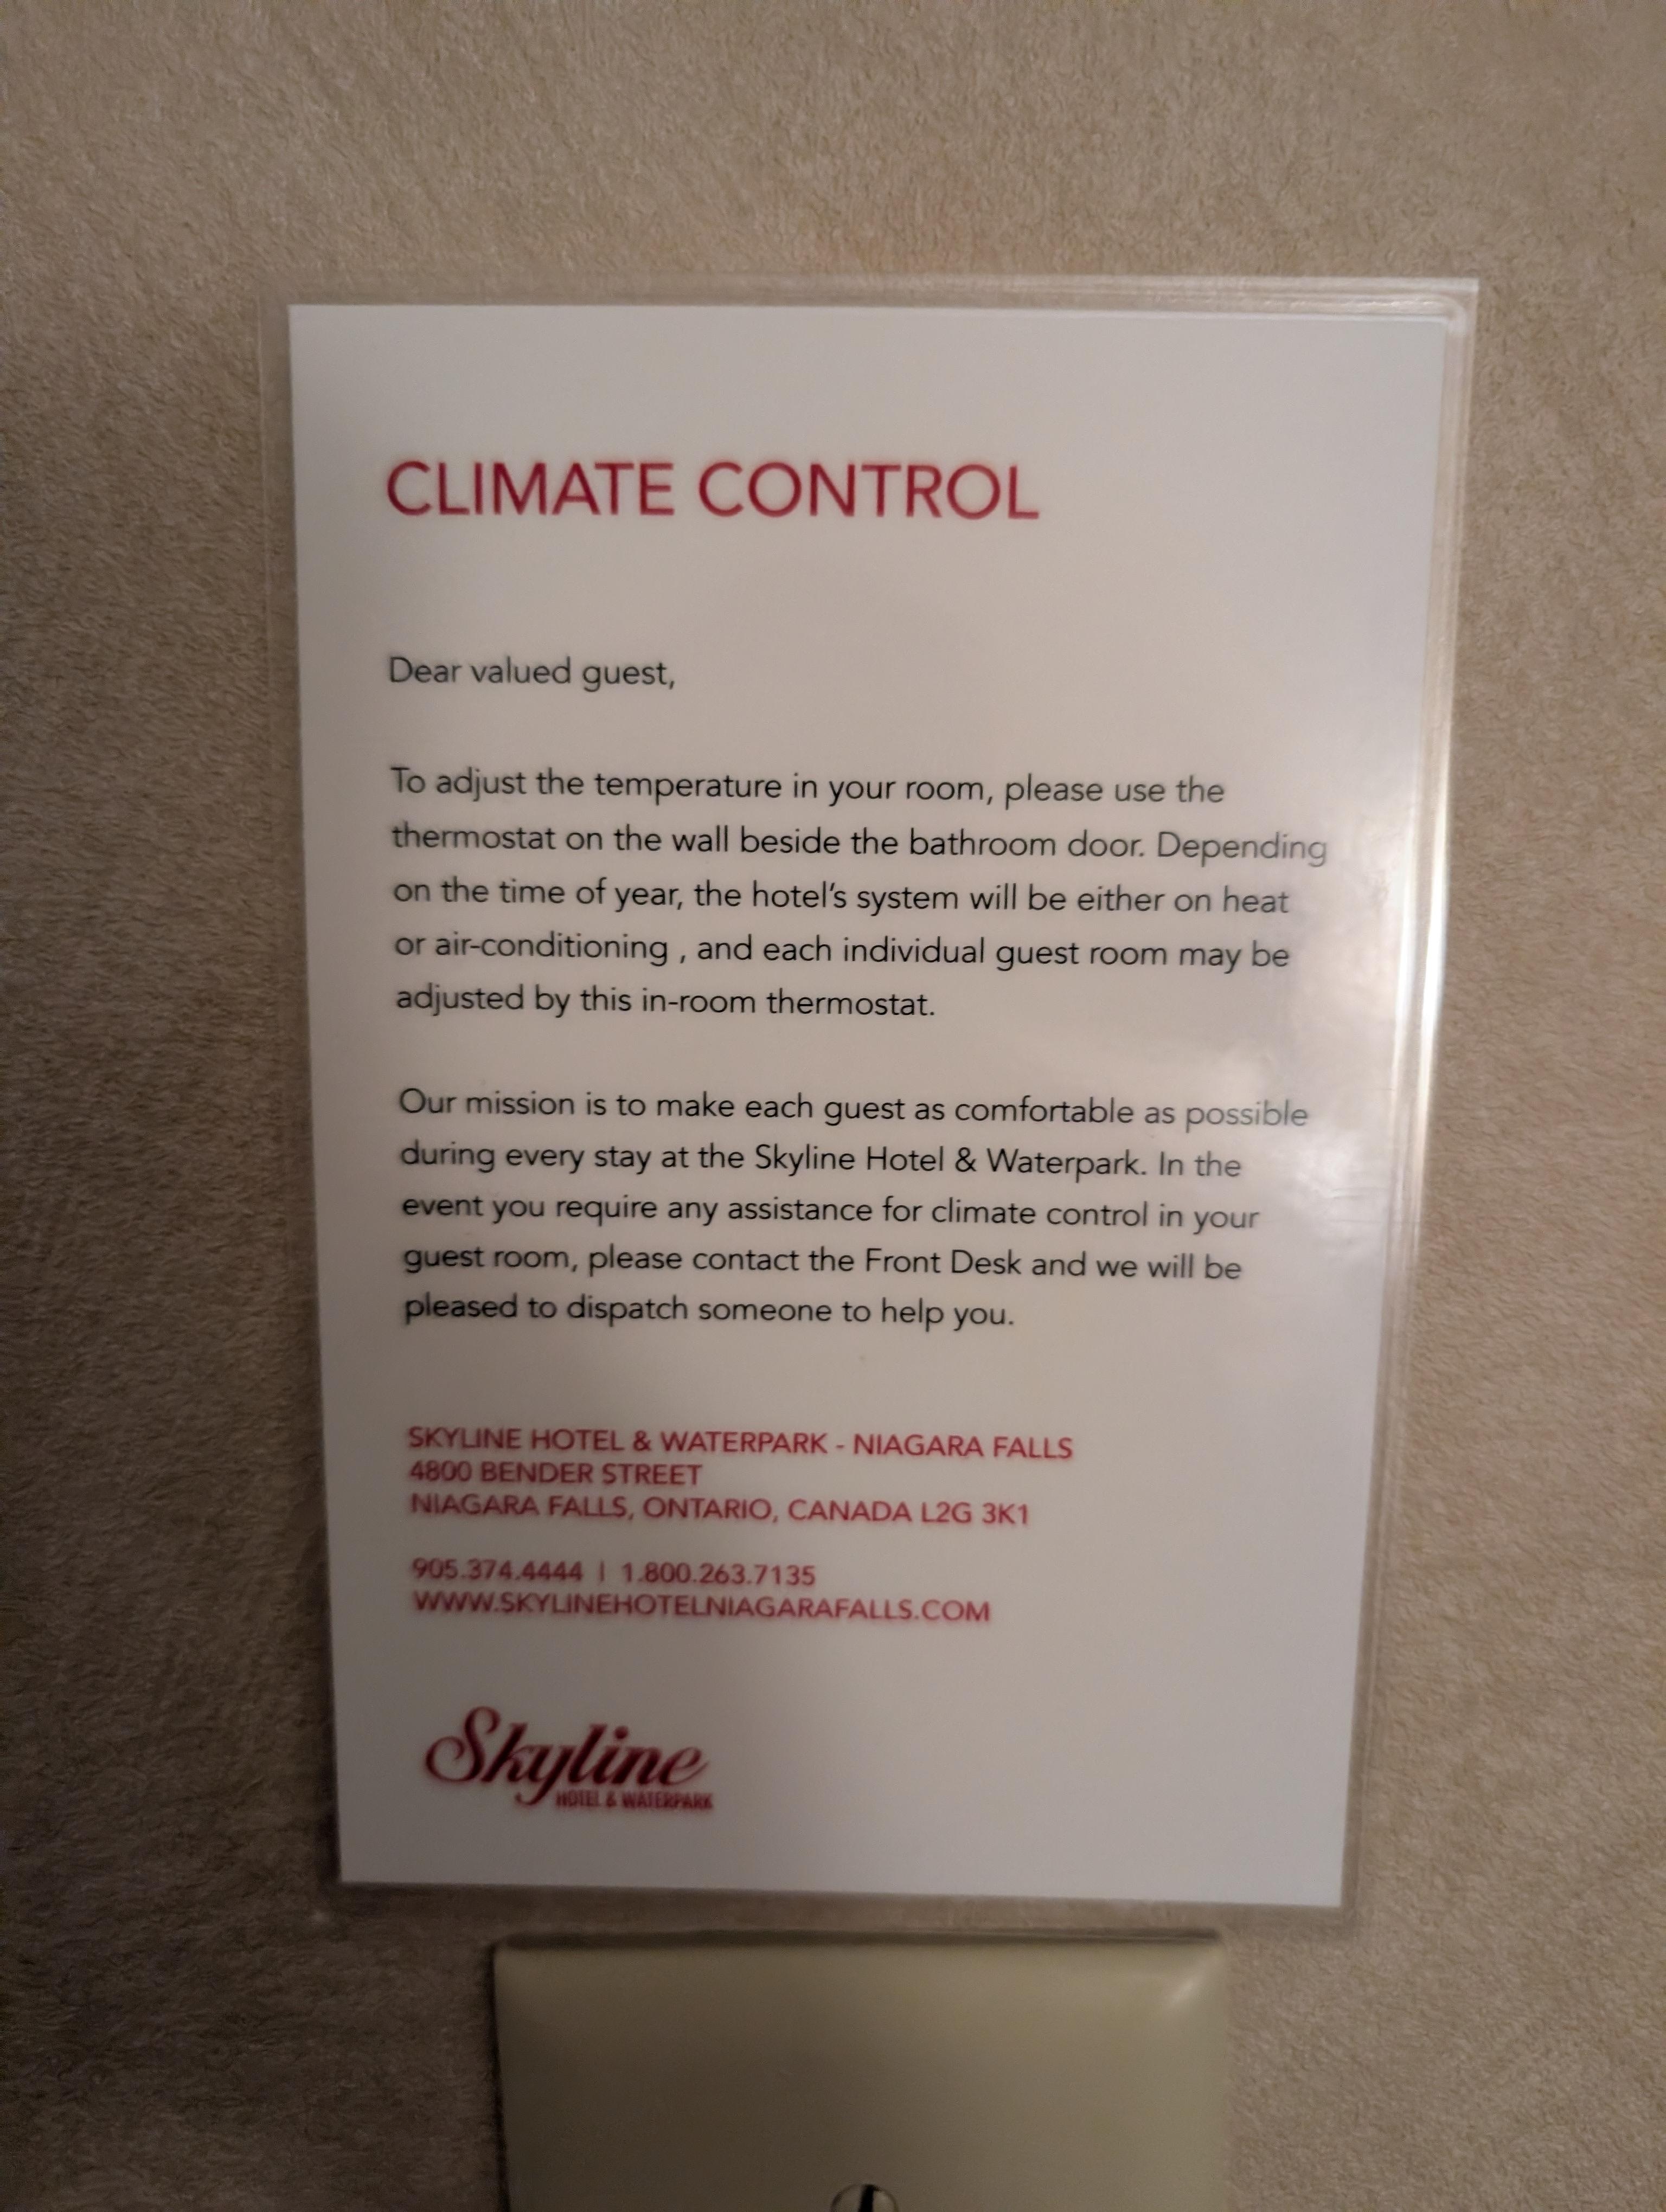 CLIMATE CONTROL
Dear valued guest,
To adjust the temperature in your room, please use the
thermostat on the wall beside the bathroom door. Depending
on the time of year, the hotel's system will be either on heat
or air-conditioning , and each individual guest room may be
adjusted by this in-room thermostat.
Our mission is to make each guest as comfortable as possible
during every stay at the Skyline Hotel & Waterpark. In the
event you require any assistance for climate control in your
guest room, please contact the Front Desk and we will be
pleased to dispatch someone to help you.
SKYLINE HOTEL & WATERPARK - NIAGARA FALLS
4800 BENDER STREET
NIAGARA FALLS, ONTARIO, CANADA L2G 3K1
905.374.4444 | 1.800.263.7135
WWW.SKYLINEHOTELNIAGARAFALLS.COM
Skyline
HOTEL & WATERPARK